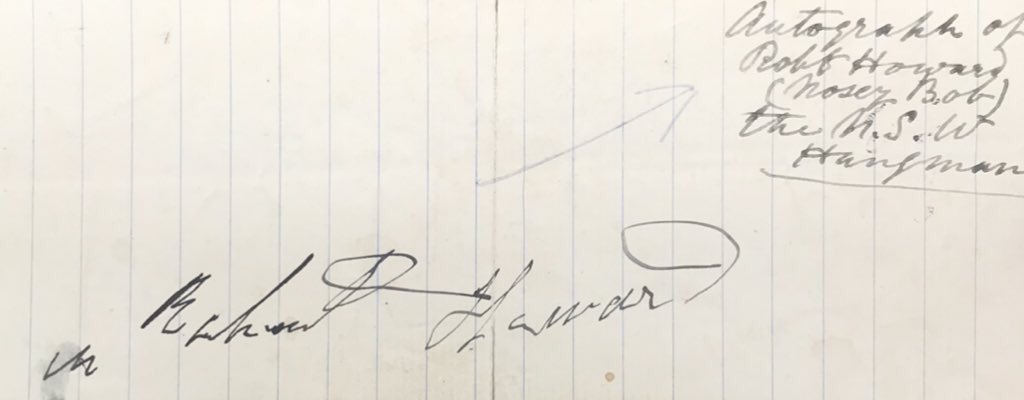 Autograph of
Robt Howard
(Nosey Bob)
the N.S.W
Hangman
Robert Howard